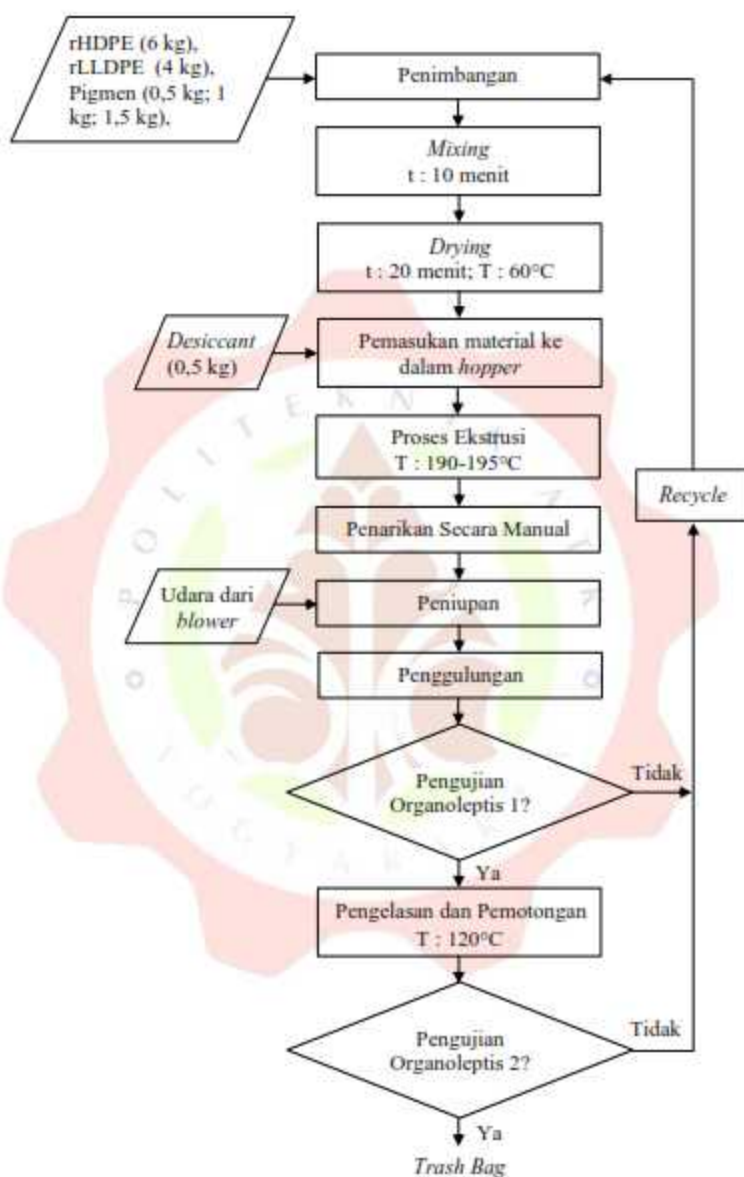 rHDPE (6 kg),
rLLDPE (4 kg),
Pigmen (0,5 kg; 1
kg; 1,5 kg),
Penimbangan
Mixing
t : 10 menit
Drying
t : 20 menit; T : 60°C
Desiccant
(0,5 kg)
Pemasukan material ke
dalam hopper
Proses Ekstrusi
T : 190-195°C
Recycle
Penarikan Secara Manual
Udara dari
blower
Peniupan
Penggulungan
Pengujian
Organoleptis 1?
Tidak
Ya
Pengelasan dan Pemotongan
T : 120°C
Pengujian
Organoleptis 2?
Tidak
Ya
Trash Bag